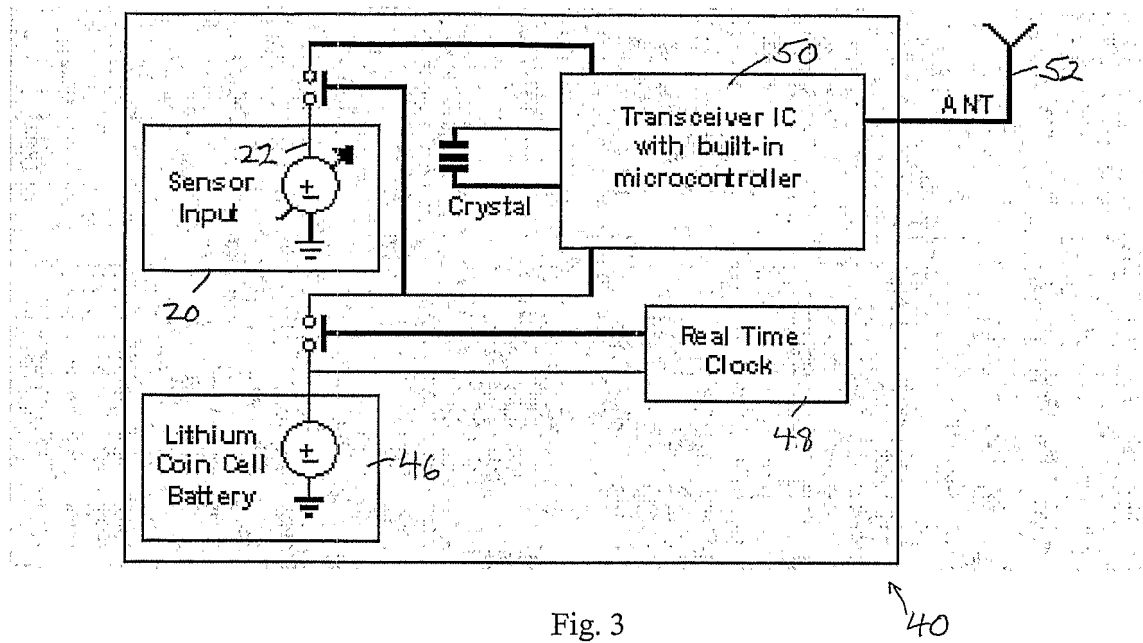 50
52
ANT
Transceiver IC
with built-in
microcontroller
22
Sensor
Input
Crystal
20
Real Time
Clock
48
Lithium
Coin Cell
Battery
46
Fig. 3
40